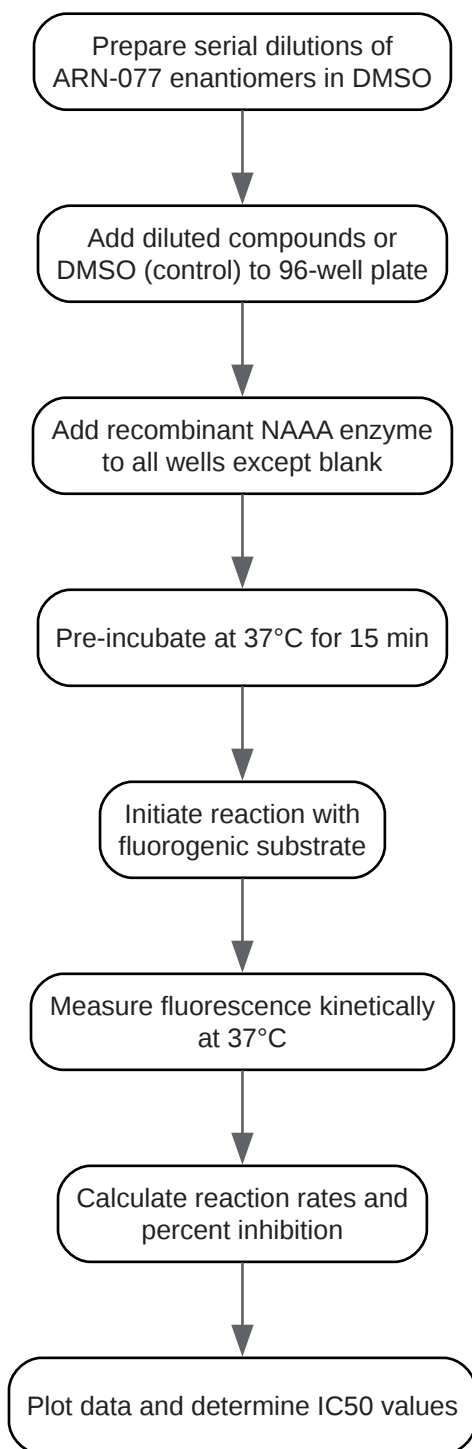 Prepare serial dilutions of
ARN-077 enantiomers in DMSO
Add diluted compounds or
DMSO (control) to 96-well plate
Add recombinant NAAA enzyme
to all wells except blank
Pre-incubate at 37°C for 15 min
Initiate reaction with
fluorogenic substrate
Measure fluorescence kinetically
at 37°C
Calculate reaction rates and
percent inhibition
Plot data and determine IC50 values